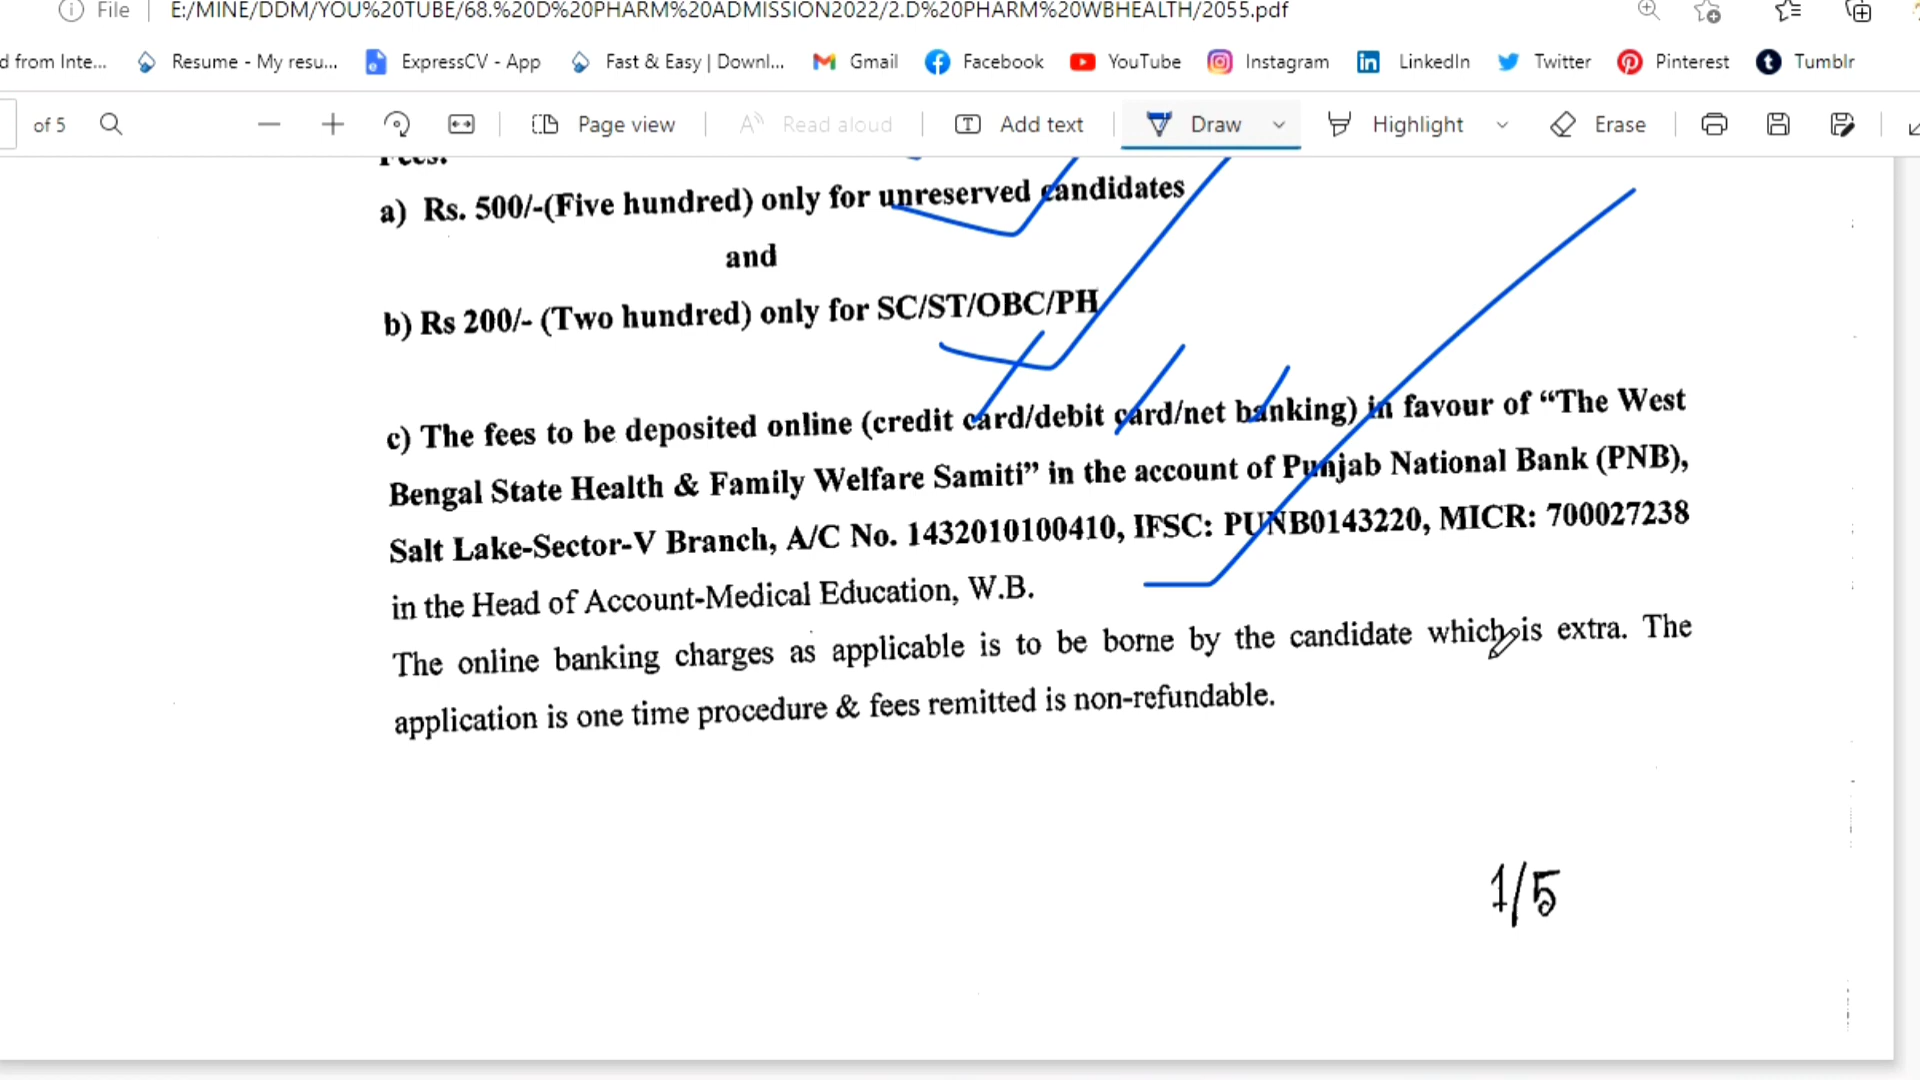 File E:/MINE/DDM/YOU%20TUBE/68.%20D%20PHARM%20ADMISSION2022/2.D%20PHARM%20WBHEALTH/2055.pdf
d from Inte... Resume - My resu... ExpressCV - App Fast & Easy | Downl... Gmail Facebook YouTube Instagram LinkedIn Twitter Pinterest Tumblr
of 5 Page view Read aloud Add text Draw Highlight Erase
Fees:
a) Rs. 500/-(Five hundred) only for unreserved candidates
and
b) Rs 200/- (Two hundred) only for SC/ST/OBC/PH
c) The fees to be deposited online (credit card/debit card/net banking) in favour of “The West
Bengal State Health & Family Welfare Samiti” in the account of Punjab National Bank (PNB),
Salt Lake-Sector-V Branch, A/C No. 1432010100410, IFSC: PUNB0143220, MICR: 700027238
in the Head of Account-Medical Education, W.B.
The online banking charges as applicable is to be borne by the candidate which is extra. The
application is one time procedure & fees remitted is non-refundable.
1/5